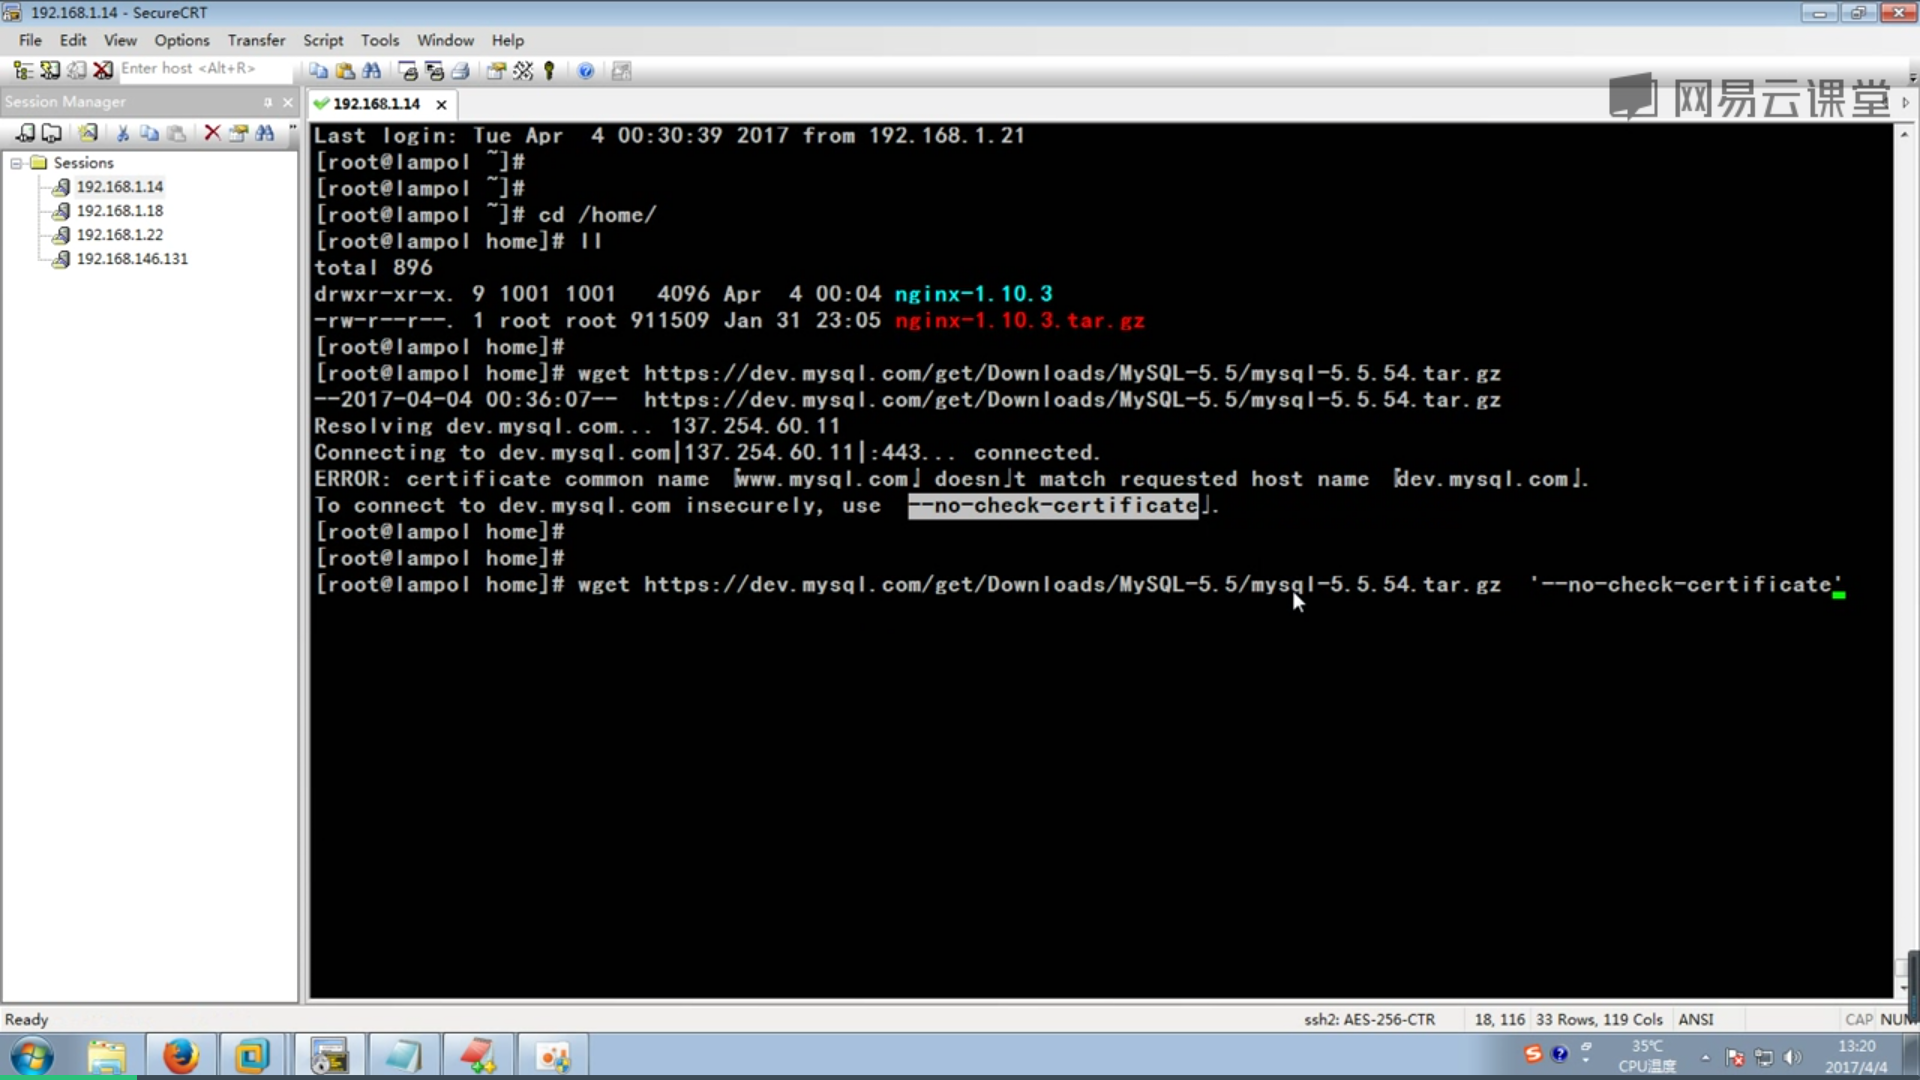 192.168.1.14 - SecureCRT
File Edit View Options Transfer Script Tools Window Help
Enter host <Alt+R>
Session Manager
192.168.1.14
网易云课堂
Sessions
192.168.1.14
192.168.1.18
192.168.1.22
192.168.146.131
Last login: Tue Apr  4 00:30:39 2017 from 192.168.1.21
[root@lampol ~]#
[root@lampol ~]#
[root@lampol ~]# cd /home/
[root@lampol home]# ll
total 896
drwxr-xr-x. 9 1001 1001   4096 Apr  4 00:04 nginx-1.10.3
-rw-r--r--. 1 root root 911509 Jan 31 23:05 nginx-1.10.3.tar.gz
[root@lampol home]#
[root@lampol home]# wget https://dev.mysql.com/get/Downloads/MySQL-5.5/mysql-5.5.54.tar.gz
--2017-04-04 00:36:07--  https://dev.mysql.com/get/Downloads/MySQL-5.5/mysql-5.5.54.tar.gz
Resolving dev.mysql.com... 137.254.60.11
Connecting to dev.mysql.com|137.254.60.11|:443... connected.
ERROR: certificate common name 「www.mysql.com」 doesn」t match requested host name 「dev.mysql.com」.
To connect to dev.mysql.com insecurely, use --no-check-certificate」.
[root@lampol home]#
[root@lampol home]#
[root@lampol home]# wget https://dev.mysql.com/get/Downloads/MySQL-5.5/mysql-5.5.54.tar.gz  '--no-check-certificate'
Ready
ssh2: AES-256-CTR 18, 116 33 Rows, 119 Cols ANSI CAP NUM
35℃
CPU温度
13:20
2017/4/4